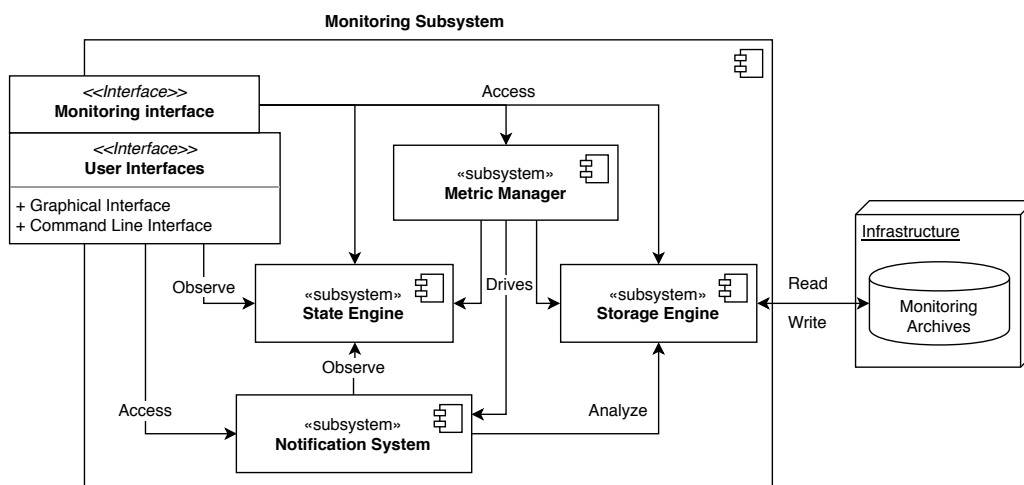 Monitoring Subsystem
<<Interface>>
Monitoring interface
Access
<<Interface>>
User Interfaces
+ Graphical Interface
+ Command Line Interface
«subsystem»
Metric Manager
Infrastructure
Observe
«subsystem»
State Engine
Drives
«subsystem»
Storage Engine
Read
Write
Monitoring
Archives
Observe
Access
«subsystem»
Notification System
Analyze